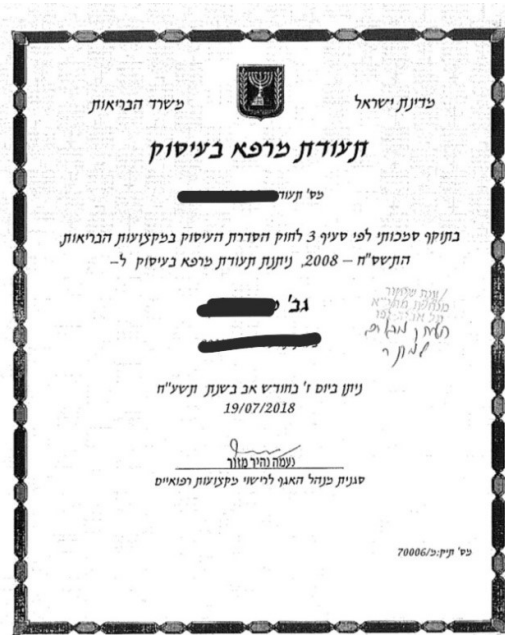 מדינת ישראל
משרד הבריאות
תעודת מרפא בעיסוק
מס' תעוד
בתוקף סמכותי לפי סעיף 3 לחוק הסדרת העיסוק במקצועות הבריאות,
התשס"ח – 2008, ניתנת תעודת מרפא בעיסוק ל–
גב'
ניתן ביום ז' בחודש אב בשנת תשע"ח
19/07/2018
נעמה נהיר מזור
סגנית מנהל האגף לרישוי מקצועות רפואיים
מס' תיק:מ/70006